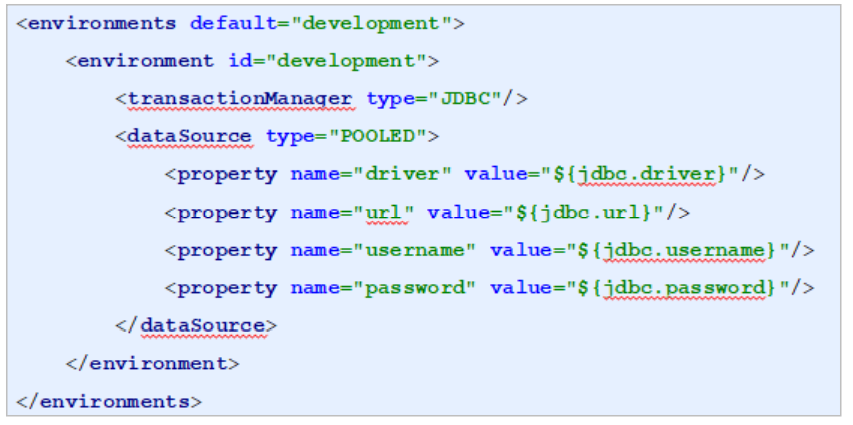 <environments default="development">
<environment id="development">
<transactionManager type="JDBC"/>
<dataSource type="POOLED">
<property name="driver" value="${jdbc.driver}"/>
<property name="url" value="${jdbc.url}"/>
<property name="username" value="${jdbc.username}"/>
<property name="password" value="${jdbc.password}"/>
</dataSource>
</environment>
</environments>